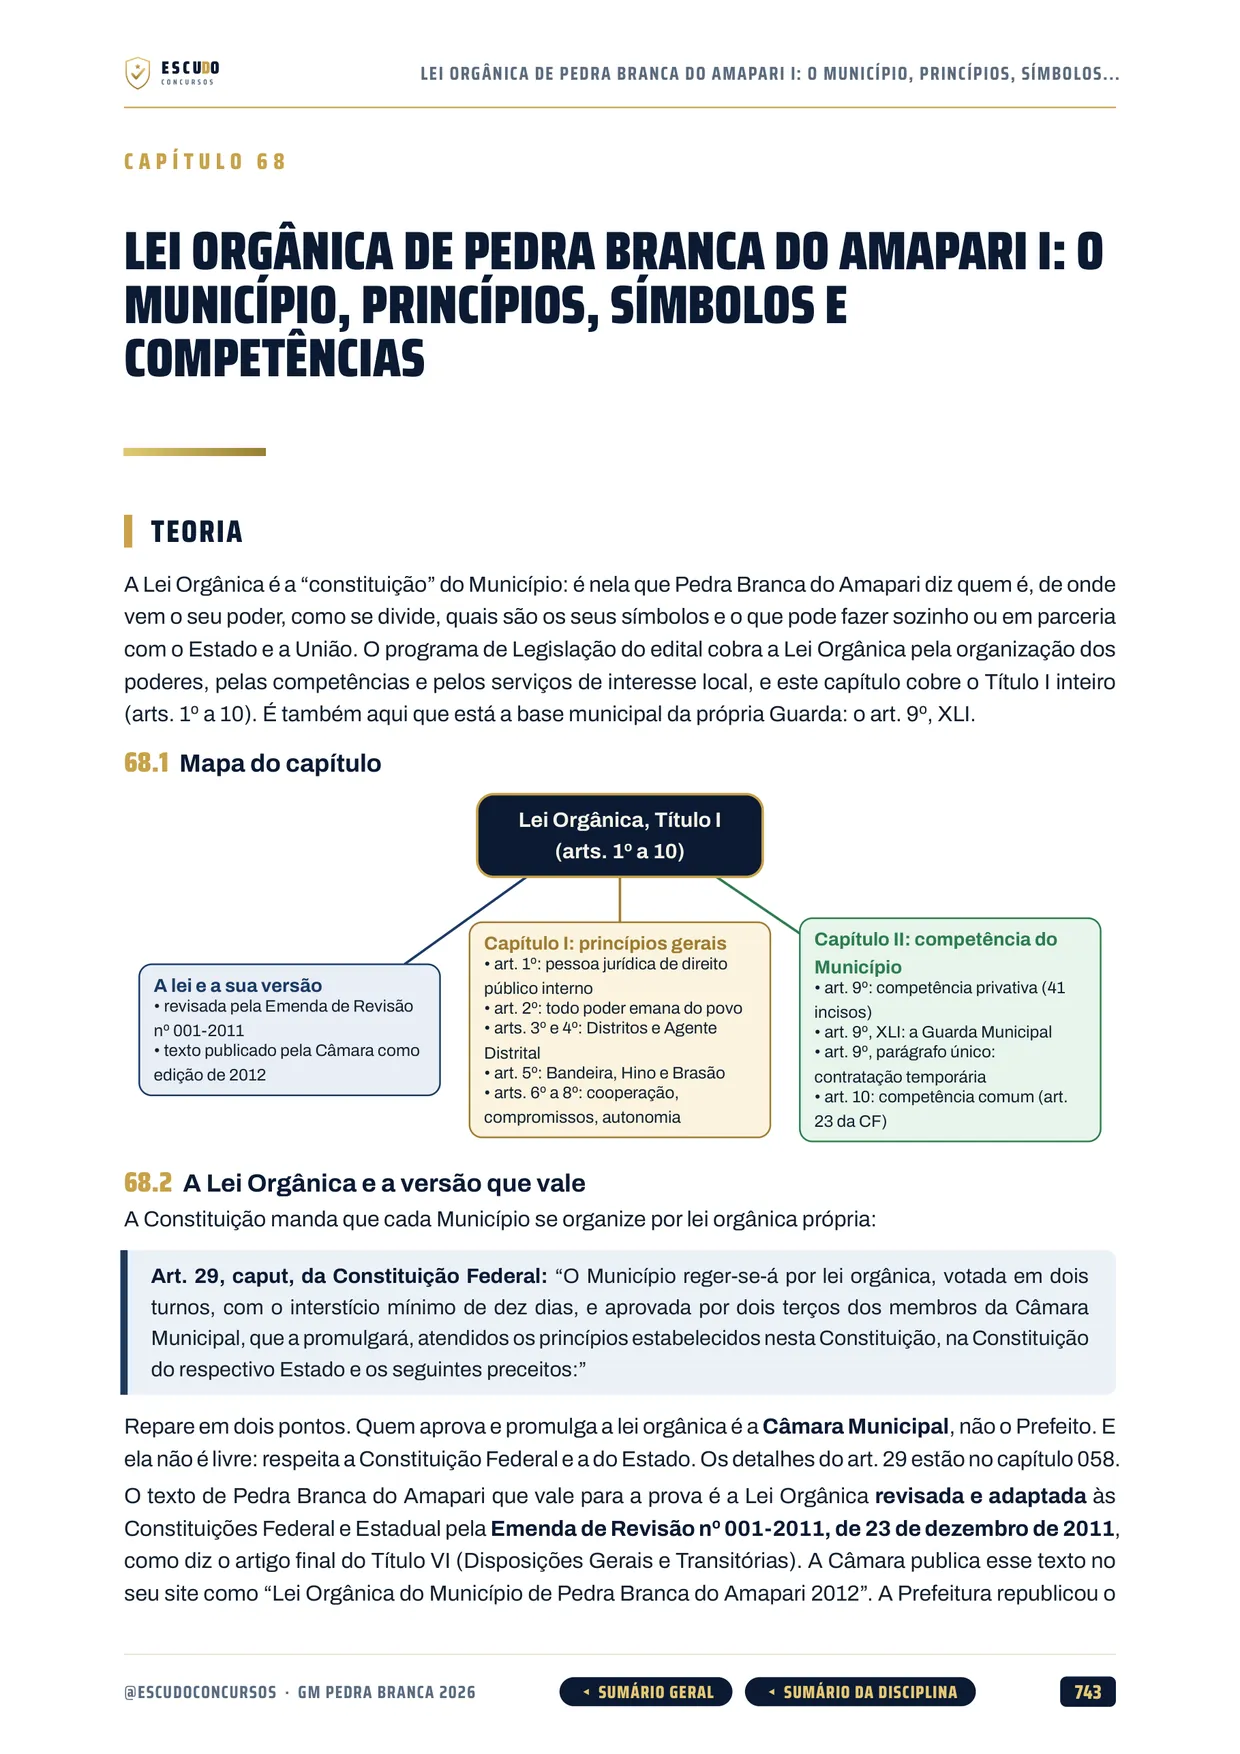 ESCUDO
CONCURSOS
LEI ORGÂNICA DE PEDRA BRANCA DO AMAPARI I: O MUNICÍPIO, PRINCÍPIOS, SÍMBOLOS...
CAPÍTULO 68
LEI ORGÂNICA DE PEDRA BRANCA DO AMAPARI I: O
MUNICÍPIO, PRINCÍPIOS, SÍMBOLOS E
COMPETÊNCIAS
TEORIA
A Lei Orgânica é a “constituição” do Município: é nela que Pedra Branca do Amapari diz quem é, de onde
vem o seu poder, como se divide, quais são os seus símbolos e o que pode fazer sozinho ou em parceria
com o Estado e a União. O programa de Legislação do edital cobra a Lei Orgânica pela organização dos
poderes, pelas competências e pelos serviços de interesse local, e este capítulo cobre o Título I inteiro
(arts. 1º a 10). É também aqui que está a base municipal da própria Guarda: o art. 9º, XLI.
68.1 Mapa do capítulo
Lei Orgânica, Título I
(arts. 1º a 10)
A lei e a sua versão
• revisada pela Emenda de Revisão
nº 001-2011
• texto publicado pela Câmara como
edição de 2012
Capítulo I: princípios gerais
• art. 1º: pessoa jurídica de direito
público interno
• art. 2º: todo poder emana do povo
• arts. 3º e 4º: Distritos e Agente
Distrital
• art. 5º: Bandeira, Hino e Brasão
• arts. 6º a 8º: cooperação,
compromissos, autonomia
Capítulo II: competência do
Município
• art. 9º: competência privativa (41
incisos)
• art. 9º, XLI: a Guarda Municipal
• art. 9º, parágrafo único:
contratação temporária
• art. 10: competência comum (art.
23 da CF)
68.2 A Lei Orgânica e a versão que vale
A Constituição manda que cada Município se organize por lei orgânica própria:
Art. 29, caput, da Constituição Federal: “O Município reger-se-á por lei orgânica, votada em dois
turnos, com o interstício mínimo de dez dias, e aprovada por dois terços dos membros da Câmara
Municipal, que a promulgará, atendidos os princípios estabelecidos nesta Constituição, na Constituição
do respectivo Estado e os seguintes preceitos:”
Repare em dois pontos. Quem aprova e promulga a lei orgânica é a Câmara Municipal, não o Prefeito. E
ela não é livre: respeita a Constituição Federal e a do Estado. Os detalhes do art. 29 estão no capítulo 058.
O texto de Pedra Branca do Amapari que vale para a prova é a Lei Orgânica revisada e adaptada às
Constituições Federal e Estadual pela Emenda de Revisão nº 001-2011, de 23 de dezembro de 2011,
como diz o artigo final do Título VI (Disposições Gerais e Transitórias). A Câmara publica esse texto no
seu site como “Lei Orgânica do Município de Pedra Branca do Amapari 2012”. A Prefeitura republicou o
@ESCUDOCONCURSOS · GM PEDRA BRANCA 2026
◂ SUMÁRIO GERAL
◂ SUMÁRIO DA DISCIPLINA
743